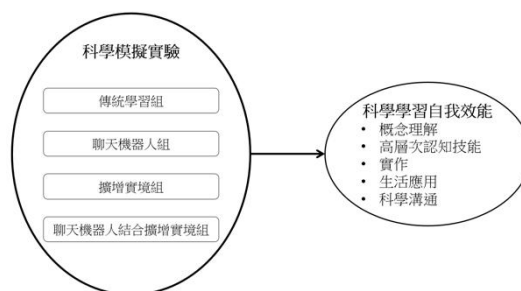 科學模擬實驗
傳統學習組
聊天機器人組
擴增實境組
聊天機器人結合擴增實境組
科學學習自我效能
• 概念理解
• 高層次認知技能
• 實作
• 生活應用
• 科學溝通